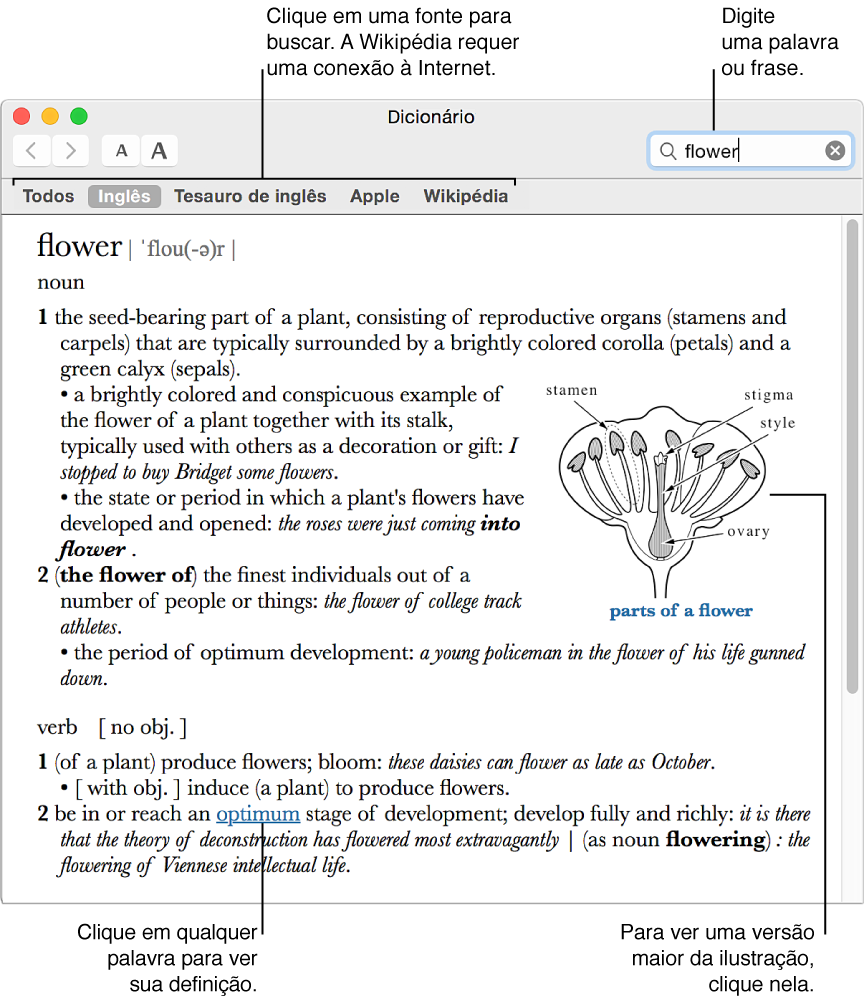 Clique em uma fonte para
buscar. A Wikipédia requer
uma conexão à Internet.
Digite
uma palavra
ou frase.
Dicionário
A A
flower
Todos Inglês Tesauro de inglês Apple Wikipédia
flower | ˈflou(-ə)r |
noun
1 the seed-bearing part of a plant, consisting of reproductive organs (stamens and
carpels) that are typically surrounded by a brightly colored corolla (petals) and a
green calyx (sepals).
• a brightly colored and conspicuous example of
the flower of a plant together with its stalk,
typically used with others as a decoration or gift: I
stopped to buy Bridget some flowers.
• the state or period in which a plant's flowers have
developed and opened: the roses were just coming into
flower .
stamen
stigma
style
ovary
parts of a flower
2 (the flower of) the finest individuals out of a
number of people or things: the flower of college track
athletes.
• the period of optimum development: a young policeman in the flower of his life gunned
down.
verb [ no obj. ]
1 (of a plant) produce flowers; bloom: these daisies can flower as late as October.
• [ with obj. ] induce (a plant) to produce flowers.
2 be in or reach an optimum stage of development; develop fully and richly: it is there
that the theory of deconstruction has flowered most extravagantly | (as noun flowering) : the
flowering of Viennese intellectual life.
Clique em qualquer
palavra para ver
sua definição.
Para ver uma versão
maior da ilustração,
clique nela.